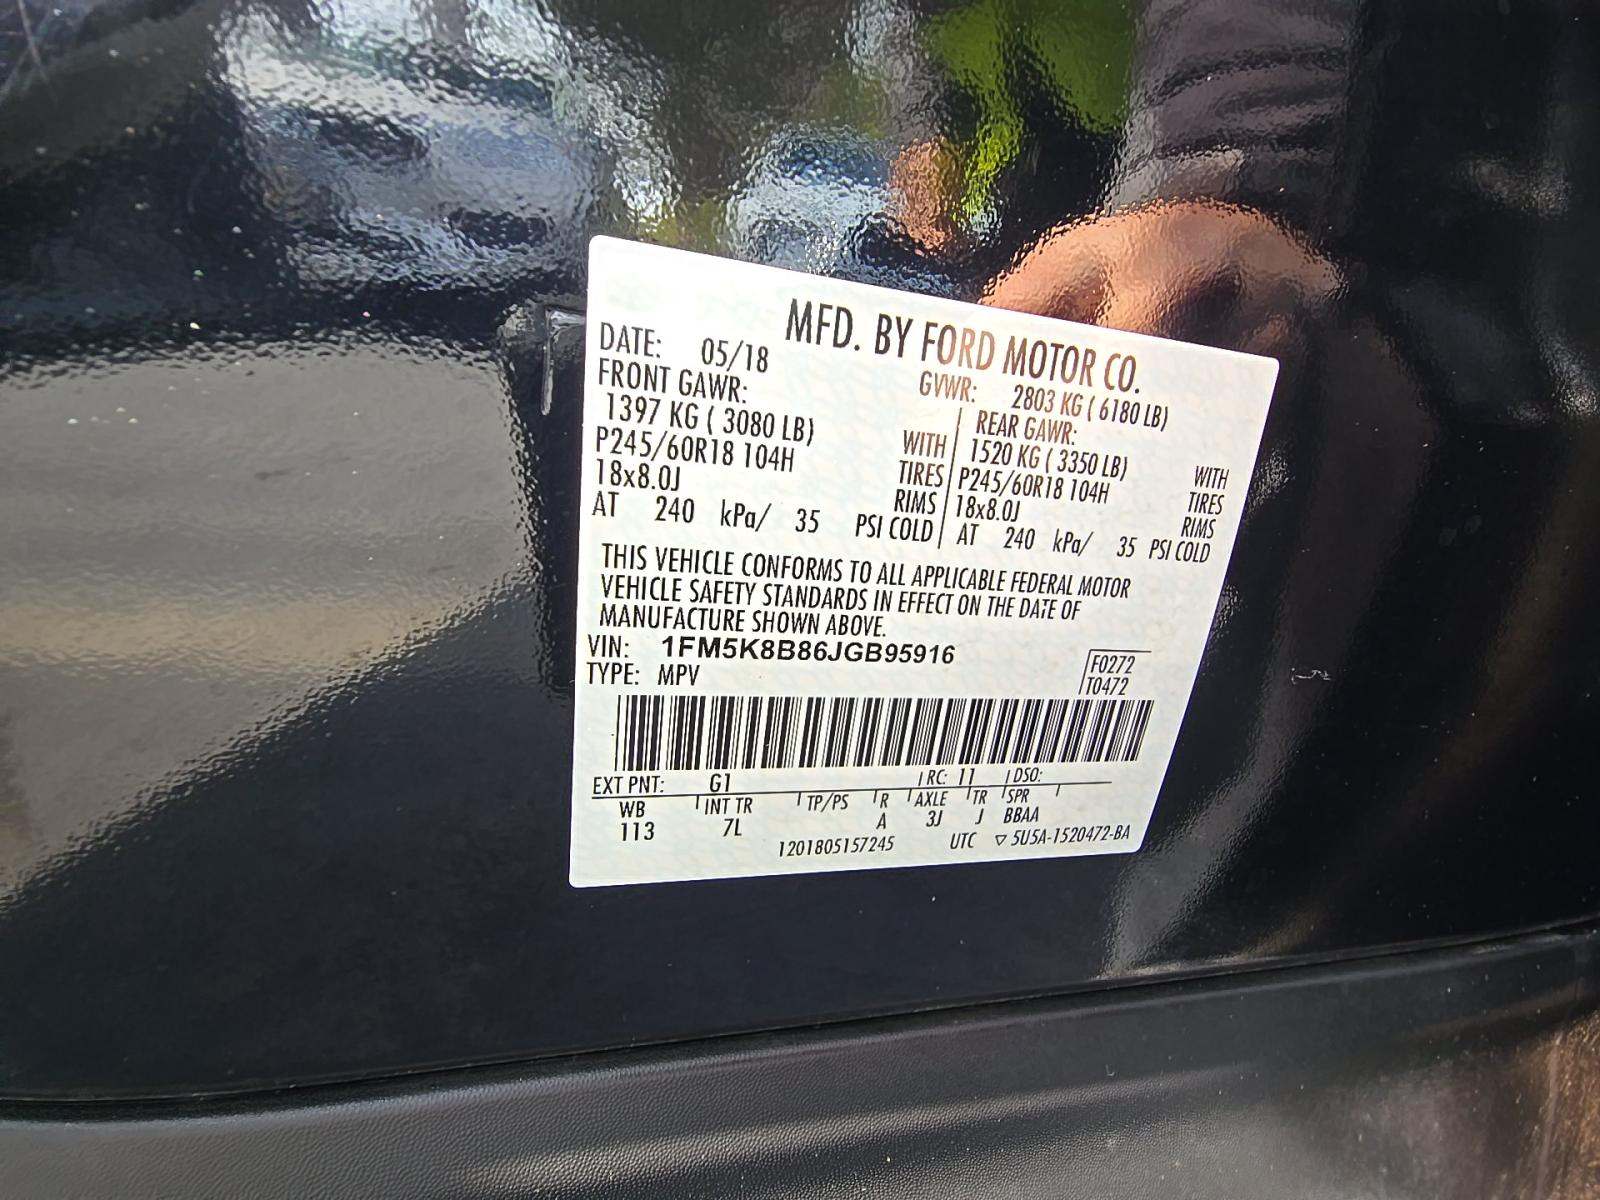 MFD. BY FORD MOTOR CO.
DATE: 05/18 GVWR: 2803 KG ( 6180 LB)
FRONT GAWR: REAR GAWR:
1397 KG ( 3080 LB) WITH 1520 KG ( 3350 LB) WITH
P245/60R18 104H TIRES P245/60R18 104H TIRES
18x8.0J RIMS 18x8.0J RIMS
AT 240 kPa/ 35 PSI COLD AT 240 kPa/ 35 PSI COLD
THIS VEHICLE CONFORMS TO ALL APPLICABLE FEDERAL MOTOR
VEHICLE SAFETY STANDARDS IN EFFECT ON THE DATE OF
MANUFACTURE SHOWN ABOVE.
VIN: 1FM5K8B86JGB95916 F0272
TYPE: MPV T0472
EXT PNT: G1 RC: 11 DSO:
WB INT TR TP/PS R AXLE TR SPR
113 7L A 3J J BBAA
1201805157245 UTC ▽ 5U5A-1520472-BA